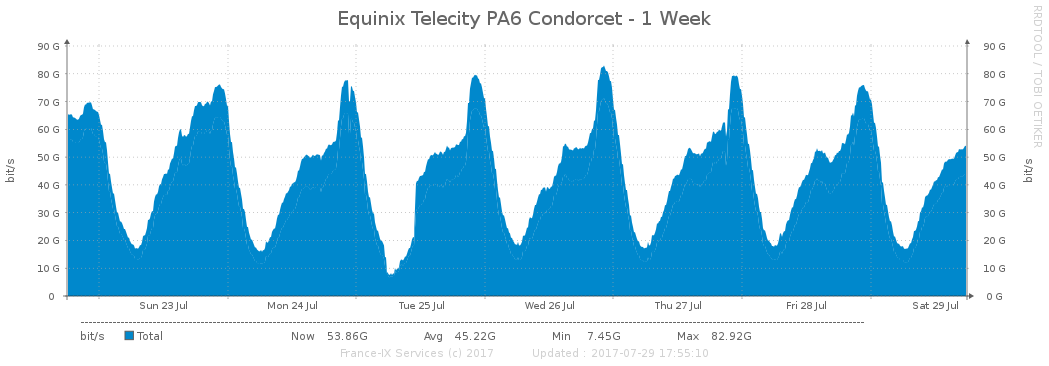 Equinix Telecity PA6 Condorcet - 1 Week
RRDTOOL / TOBI OETIKER
90 G 90 G
80 G 80 G
70 G 70 G
60 G 60 G
50 G 50 G
40 G 40 G
30 G 30 G
20 G 20 G
10 G 10 G
0 0 G
bit/s
bit/s
Sun 23 Jul Mon 24 Jul Tue 25 Jul Wed 26 Jul Thu 27 Jul Fri 28 Jul Sat 29 Jul
bit/s Total Now 53.86G Avg 45.22G Min 7.45G Max 82.92G
France-IX Services (c) 2017 Updated : 2017-07-29 17:55:10